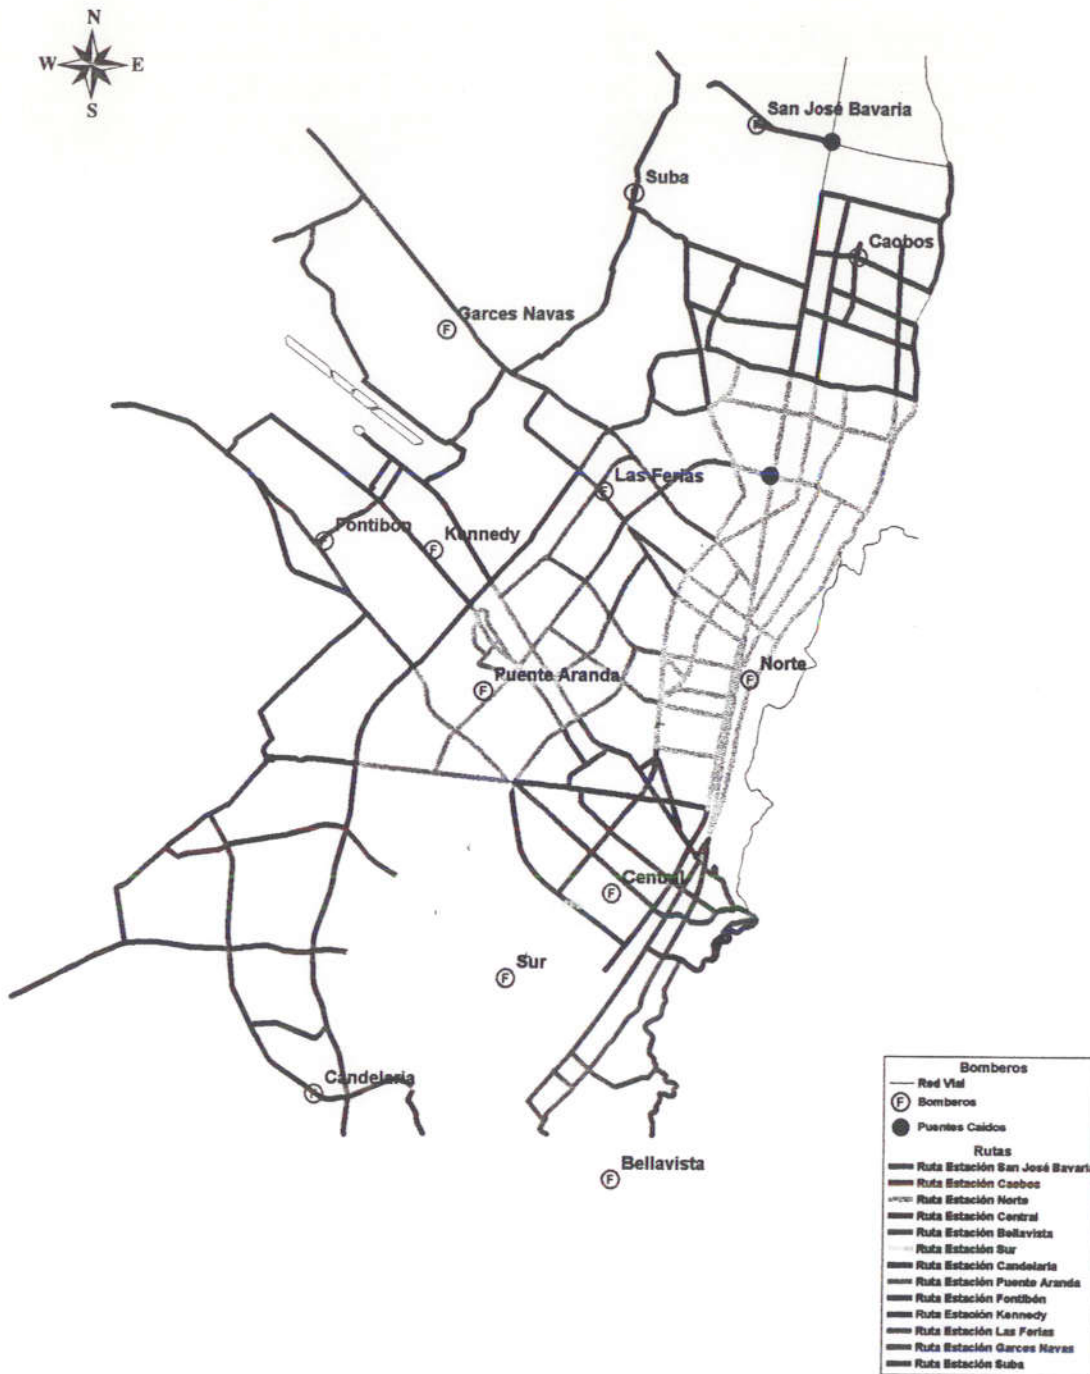 N
W E
S
San José Bavaria
Suba
Caobos
Garces Navas
Las Ferias
Fontibón
Kennedy
Puente Aranda
Norte
Central
Sur
Candelaria
Bellavista
Bomberos
Red Vial
F Bomberos
Puentes Caidos
Rutas
Ruta Estación San José Bavaria
Ruta Estación Caobos
Ruta Estación Norte
Ruta Estación Central
Ruta Estación Bellavista
Ruta Estación Sur
Ruta Estación Candelaria
Ruta Estación Puente Aranda
Ruta Estación Fontibón
Ruta Estación Kennedy
Ruta Estación Las Ferias
Ruta Estación Garces Navas
Ruta Estación Suba